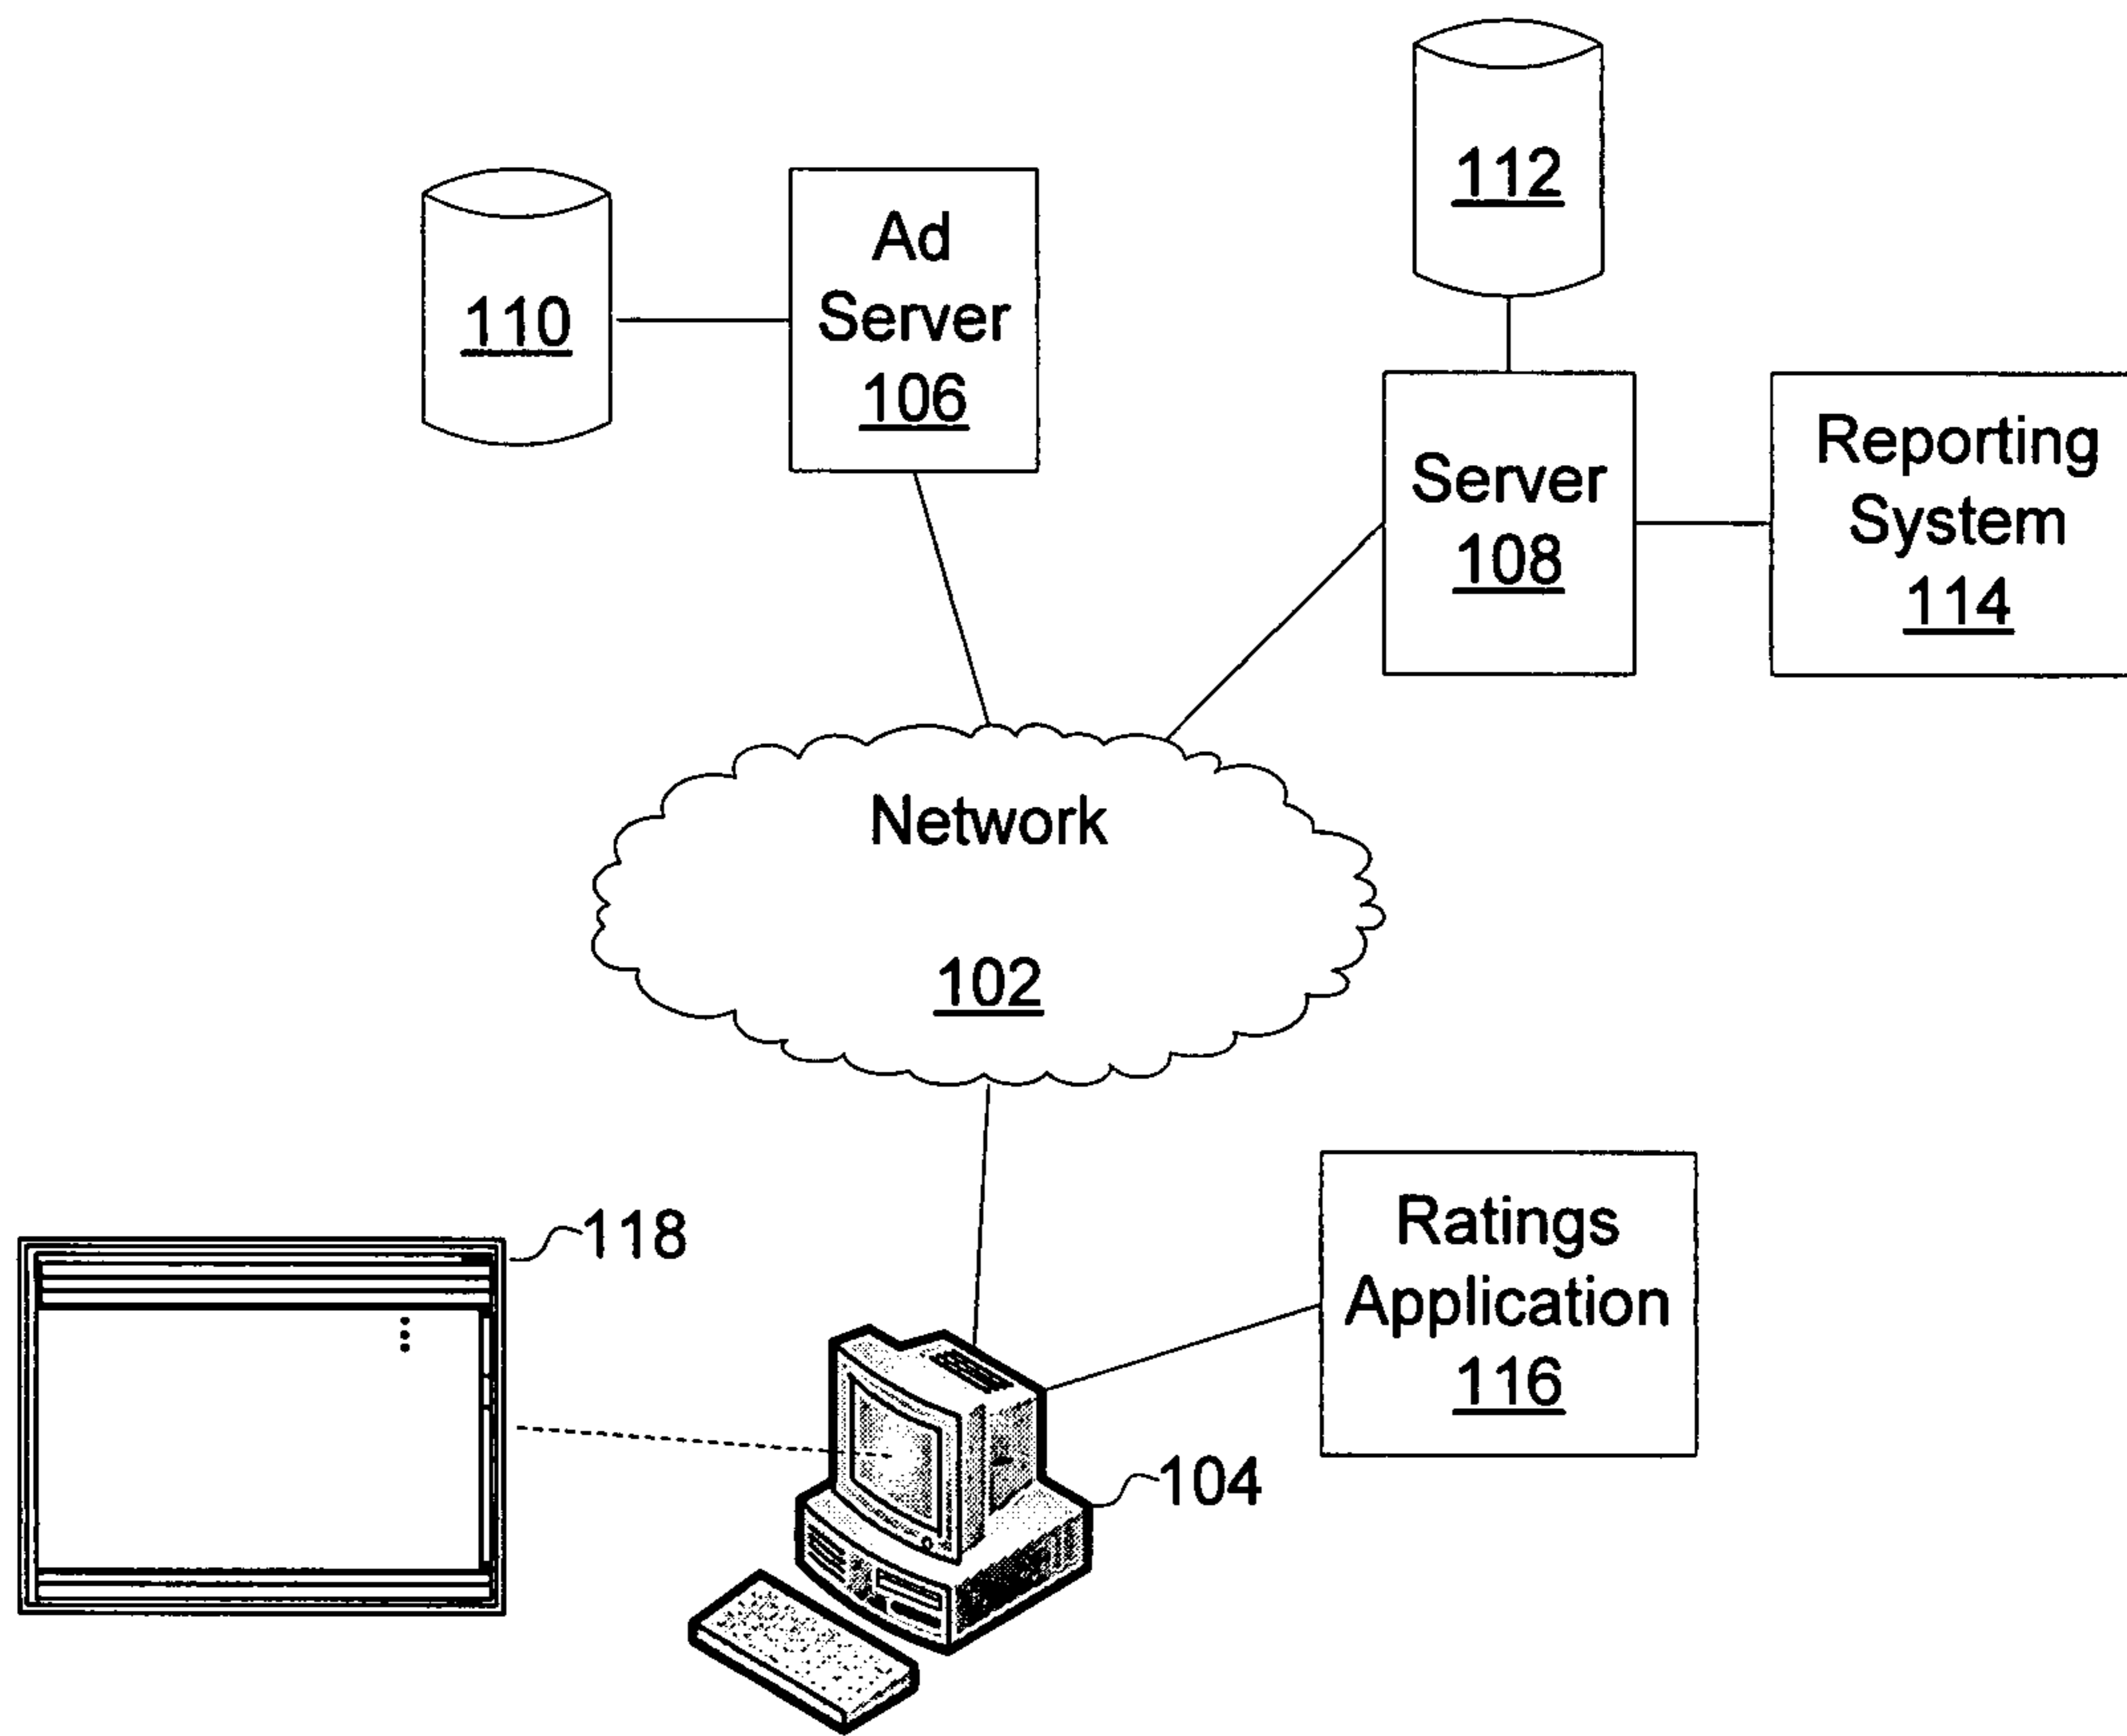 112
110
Ad
Server
106
Server
108
Reporting
System
114
Network
102
118
Ratings
Application
116
104